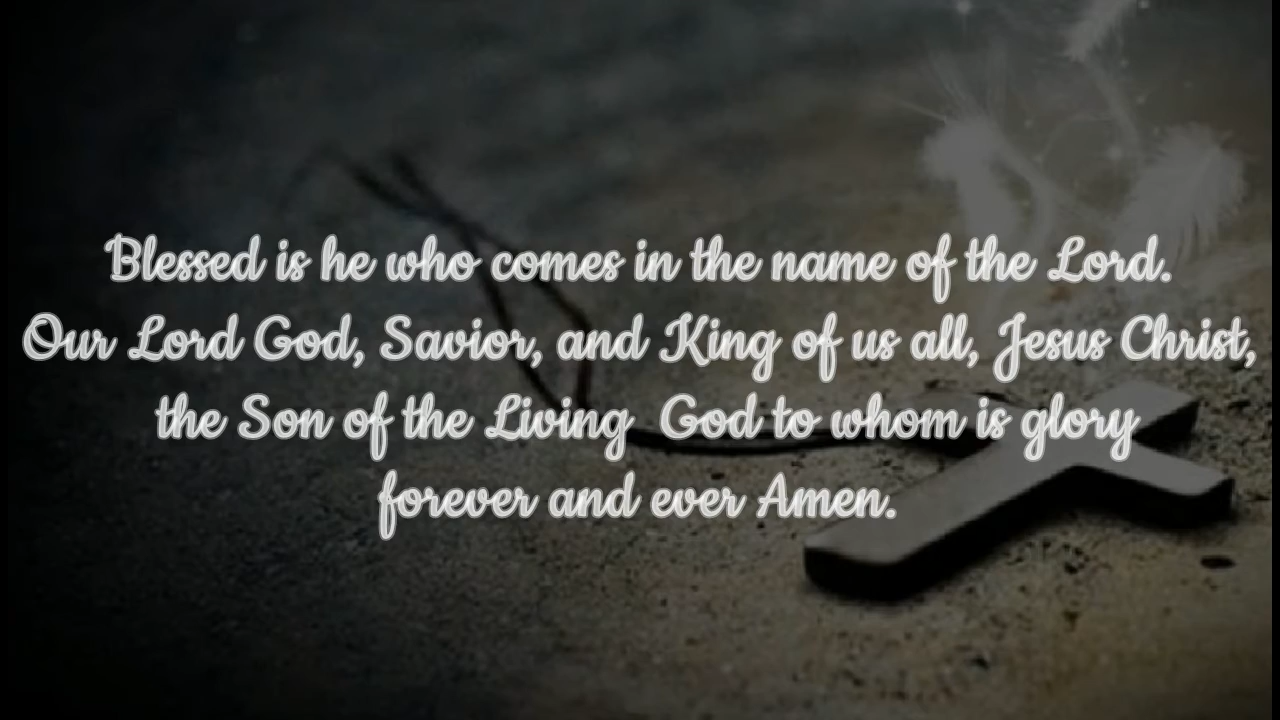 Blessed is he who comes in the name of the Lord.
Our Lord God, Savior, and King of us all, Jesus Christ,
the Son of the Living God to whom is glory
forever and ever Amen.